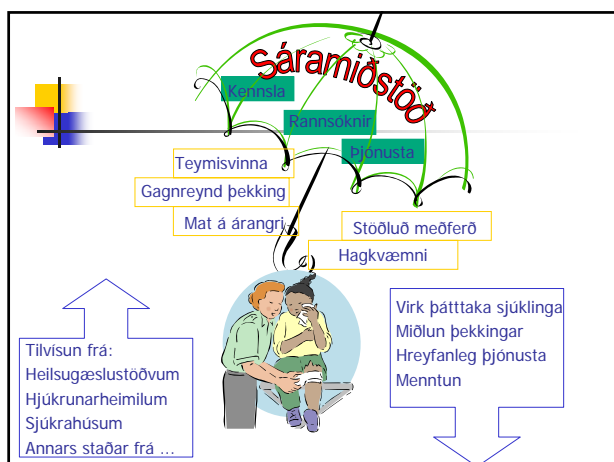 Sáramiðstöð
Kennsla
Rannsóknir
Þjónusta
Teymisvinna
Gagnreynd þekking
Mat á árangri
Stöðluð meðferð
Hagkvæmni
Tilvísun frá:
Heilsugæslustöðvum
Hjúkrunarheimilum
Sjúkrahúsum
Annars staðar frá ...
Virk þátttaka sjúklinga
Miðlun þekkingar
Hreyfanleg þjónusta
Menntun